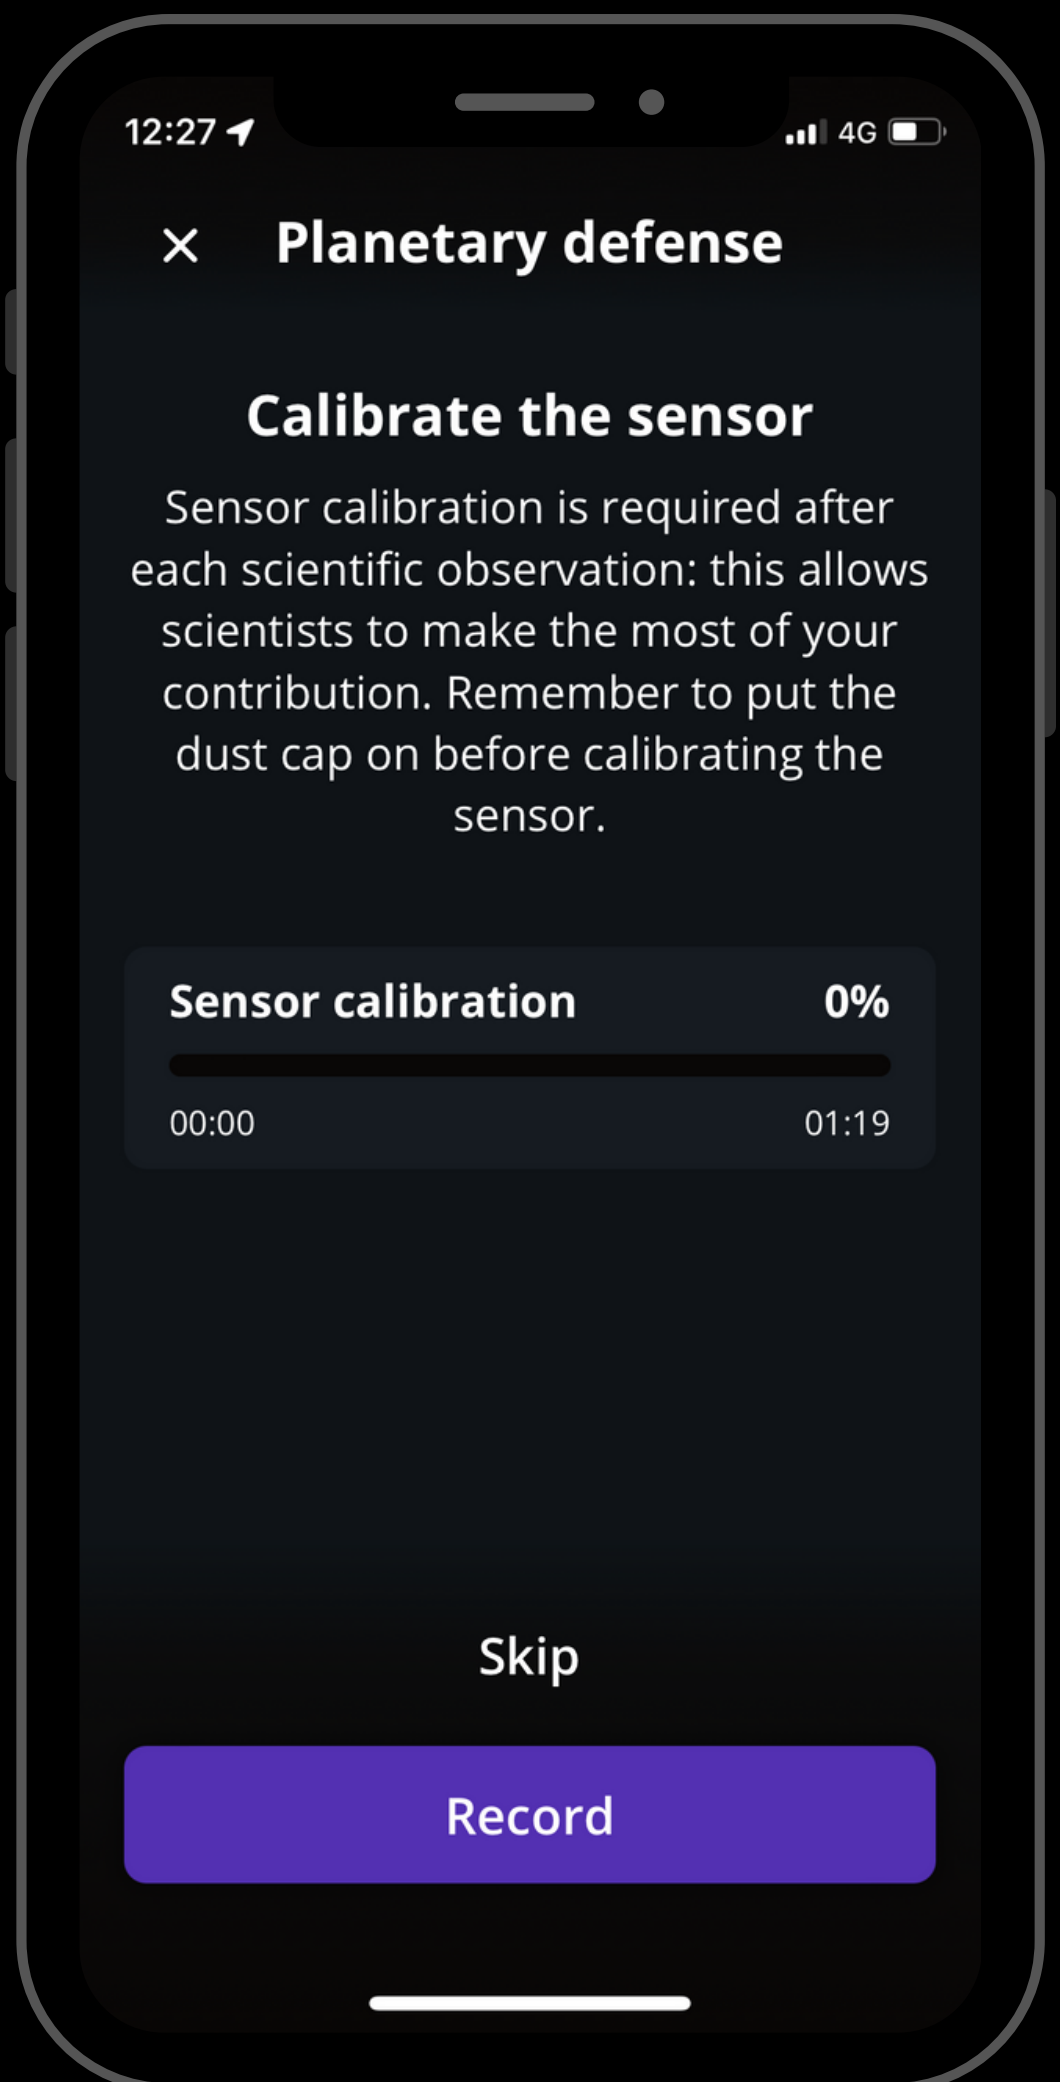 12:27 4G
Planetary defense
Calibrate the sensor
Sensor calibration is required after
each scientific observation: this allows
scientists to make the most of your
contribution. Remember to put the
dust cap on before calibrating the
sensor.
Sensor calibration 0%
00:00 01:19
Skip
Record